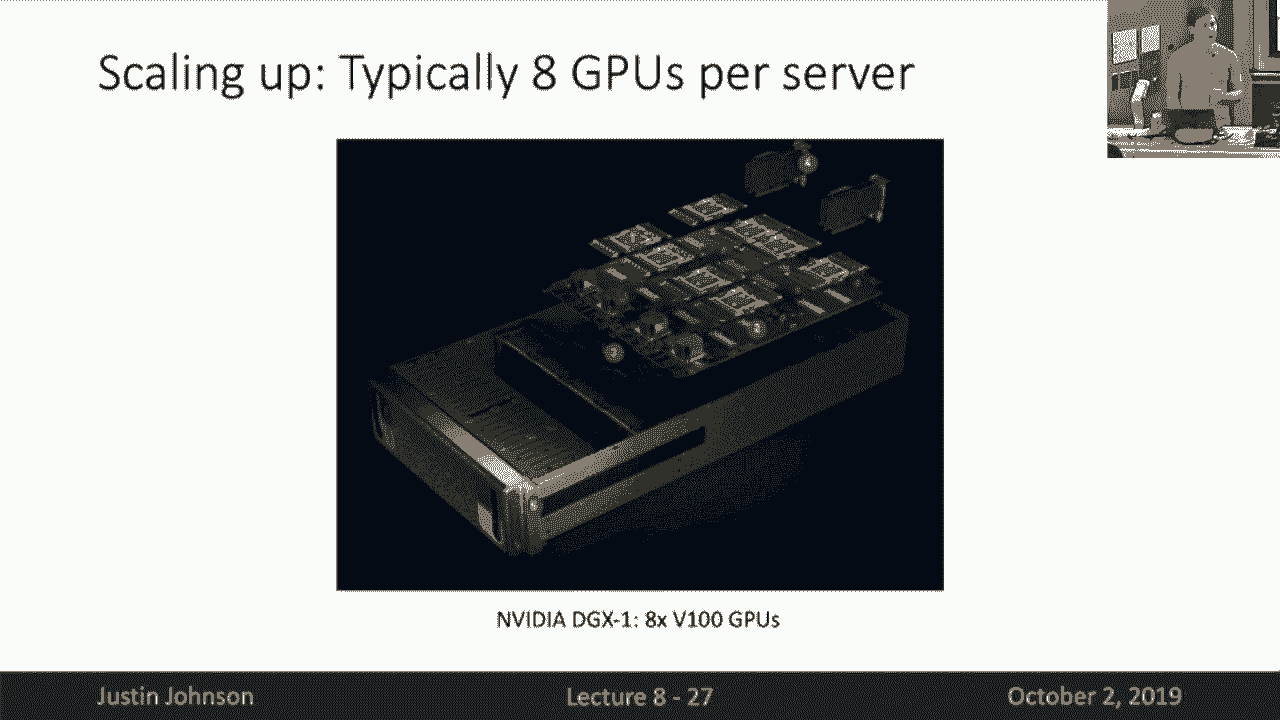 Scaling up: Typically 8 GPUs per server
NVIDIA DGX-1: 8x V100 GPUs
Justin Johnson
Lecture 8 - 27
October 2, 2019